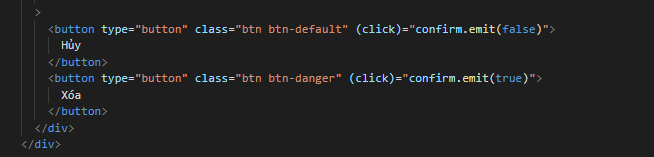 >
<button type="button" class="btn btn-default" (click)="confirm.emit(false)">
Hủy
</button>
<button type="button" class="btn btn-danger" (click)="confirm.emit(true)">
Xóa
</button>
</div>
</div>